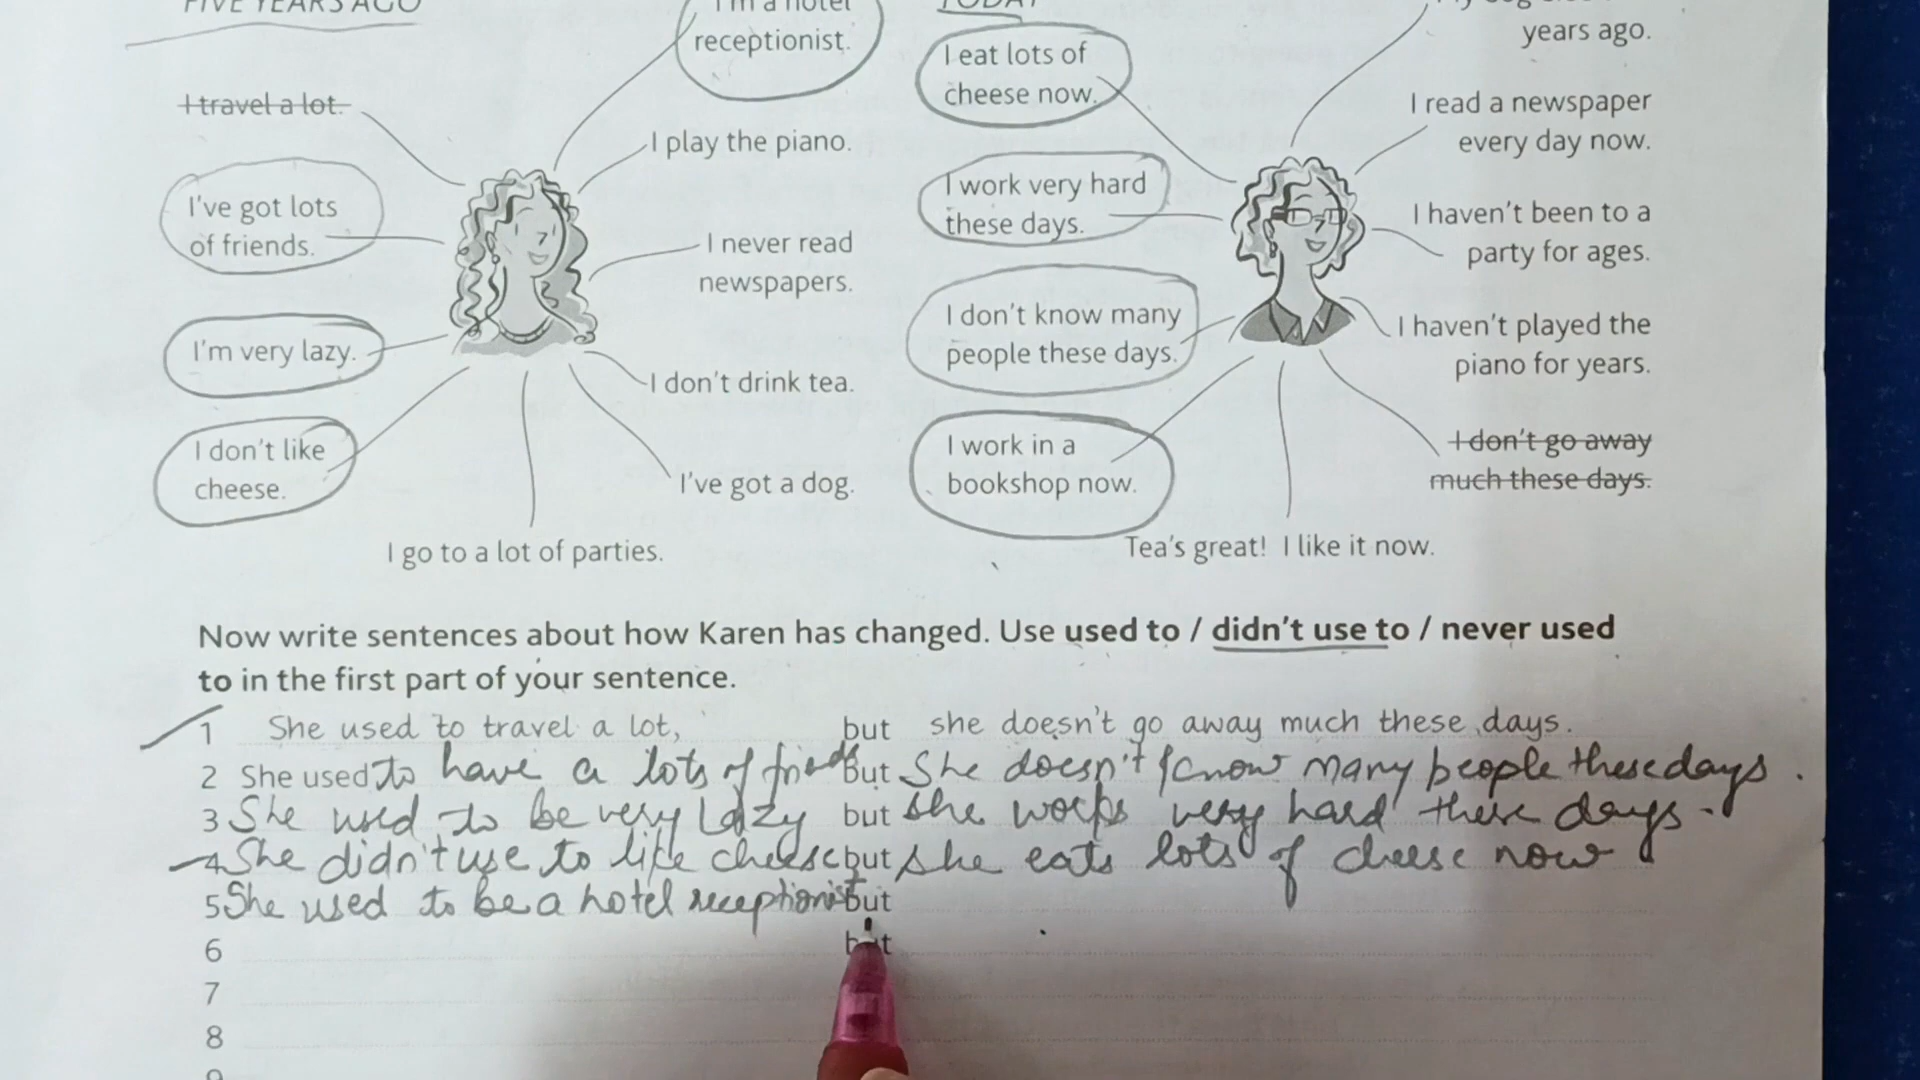 FIVE YEARS AGO
I'm a hotel
receptionist.
I travel a lot.
I play the piano.
I've got lots
of friends.
I never read
newspapers.
I'm very lazy.
I don't drink tea.
I don't like
cheese.
I've got a dog.
I go to a lot of parties.
TODAY
years ago.
I eat lots of
cheese now.
I read a newspaper
every day now.
I work very hard
these days.
I haven't been to a
party for ages.
I don't know many
people these days.
I haven't played the
piano for years.
I work in a
bookshop now.
I don't go away
much these days.
Tea's great! I like it now.
Now write sentences about how Karen has changed. Use used to / didn't use to / never used
to in the first part of your sentence.
1 She used to travel a lot, but she doesn't go away much these days.
2 She used to have a lots of friends but She doesn't know many people these days.
3 She used to be very lazy but She works very hard these days.
4 She didn't use to like cheese but She eats lots of cheese now
5 She used to be a hotel receptionist but
6 but
7
8
9